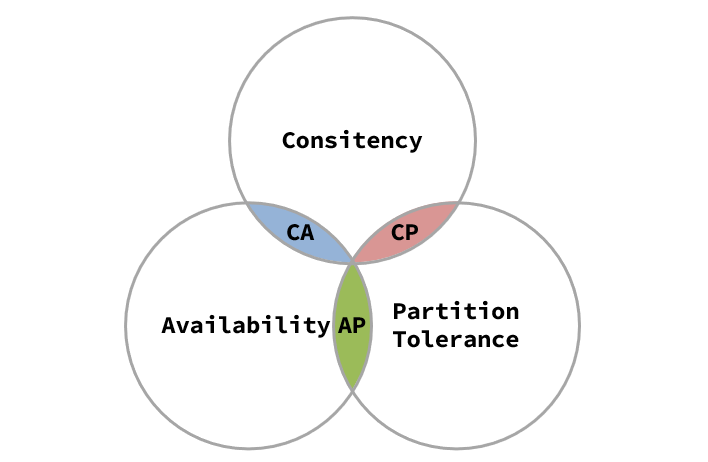 Consitency
CA
CP
Availability
AP
Partition
Tolerance